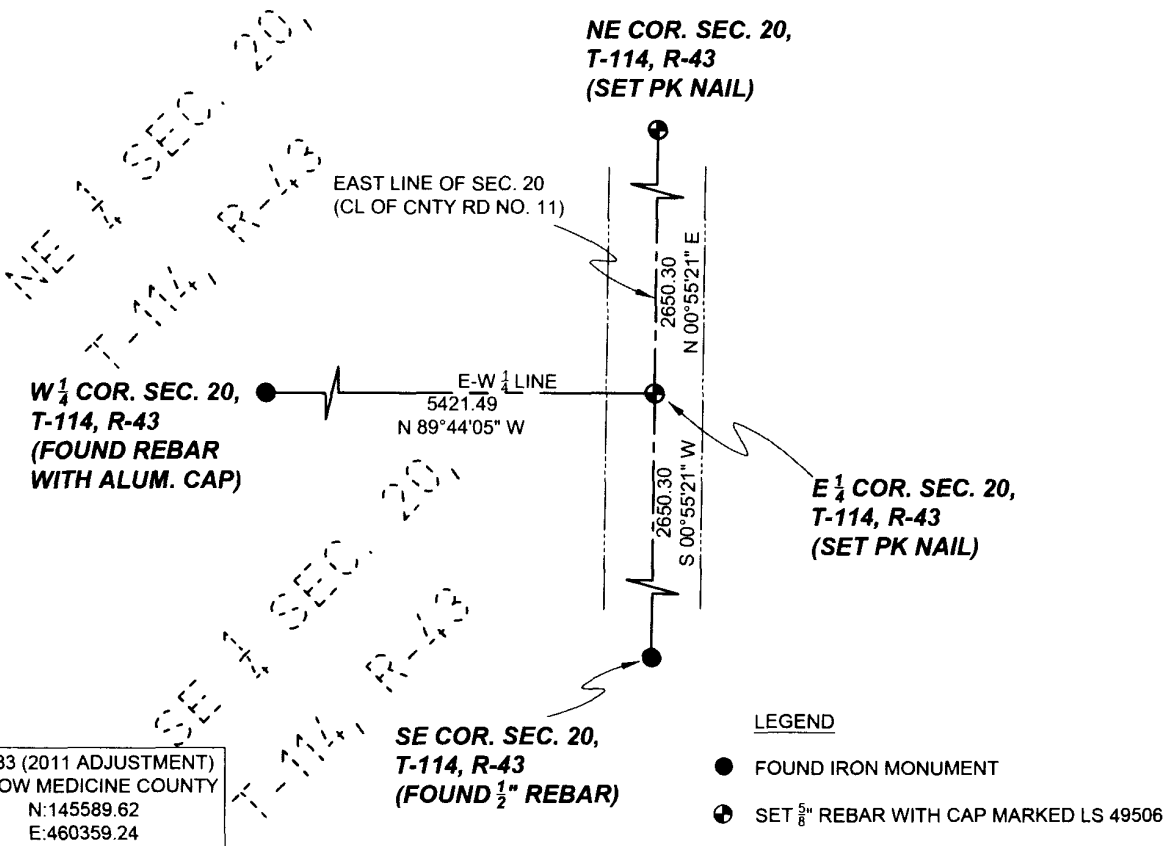 NE COR. SEC. 20,
T-114, R-43
(SET PK NAIL)
NE 1/4 SEC. 20,
T-114, R-43
EAST LINE OF SEC. 20
(CL OF CNTY RD NO. 11)
2650.30
N 00°55'21" E
W 1/4 COR. SEC. 20,
T-114, R-43
(FOUND REBAR
WITH ALUM. CAP)
E-W 1/4 LINE
5421.49
N 89°44'05" W
2650.30
S 00°55'21" W
E 1/4 COR. SEC. 20,
T-114, R-43
(SET PK NAIL)
SE 1/4 SEC. 20,
T-114, R-43
SE COR. SEC. 20,
T-114, R-43
(FOUND 1/2" REBAR)
83 (2011 ADJUSTMENT)
OW MEDICINE COUNTY
N:145589.62
E:460359.24
LEGEND
FOUND IRON MONUMENT
SET 5/8" REBAR WITH CAP MARKED LS 49506